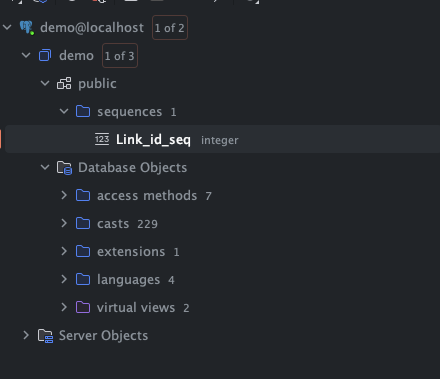 demo@localhost 1 of 2
demo 1 of 3
public
sequences 1
123 Link_id_seq integer
Database Objects
access methods 7
casts 229
extensions 1
languages 4
virtual views 2
Server Objects